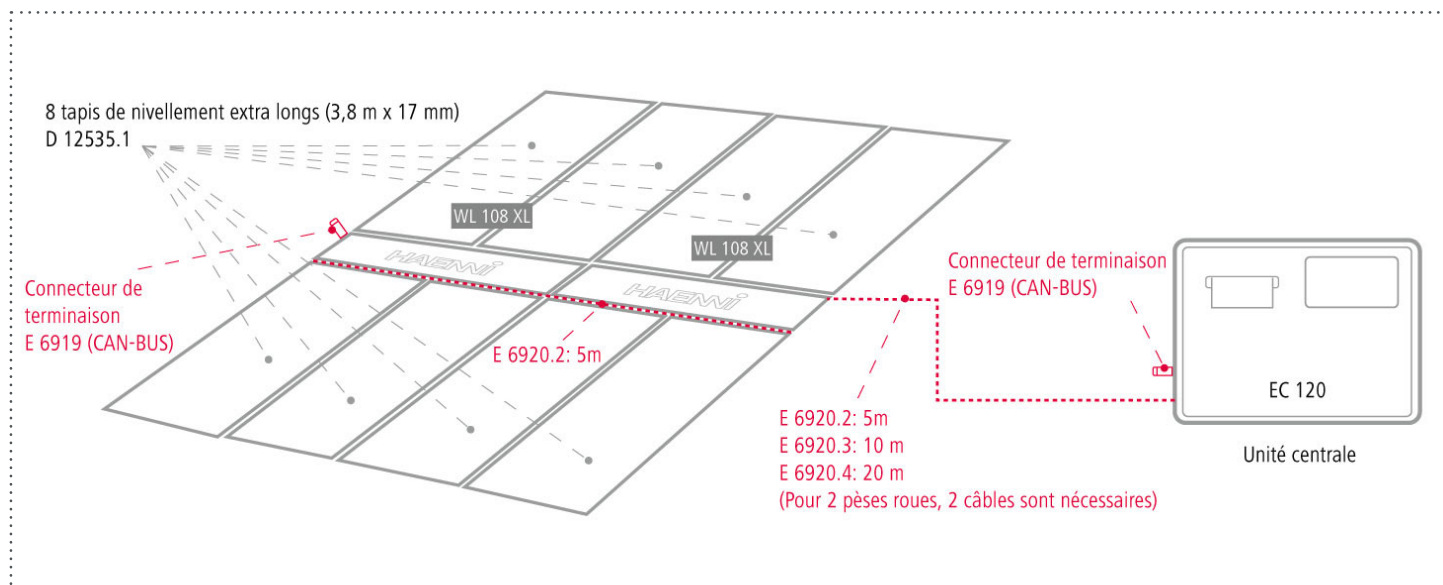 8 tapis de nivellement extra longs (3,8 m x 17 mm)
D 12535.1
WL 108 XL
WL 108 XL
HAENNI
HAENNI
Connecteur de
terminaison
E 6919 (CAN-BUS)
E 6920.2: 5m
Connecteur de terminaison
E 6919 (CAN-BUS)
E 6920.2: 5m
E 6920.3: 10 m
E 6920.4: 20 m
(Pour 2 pèses roues, 2 câbles sont nécessaires)
EC 120
Unité centrale